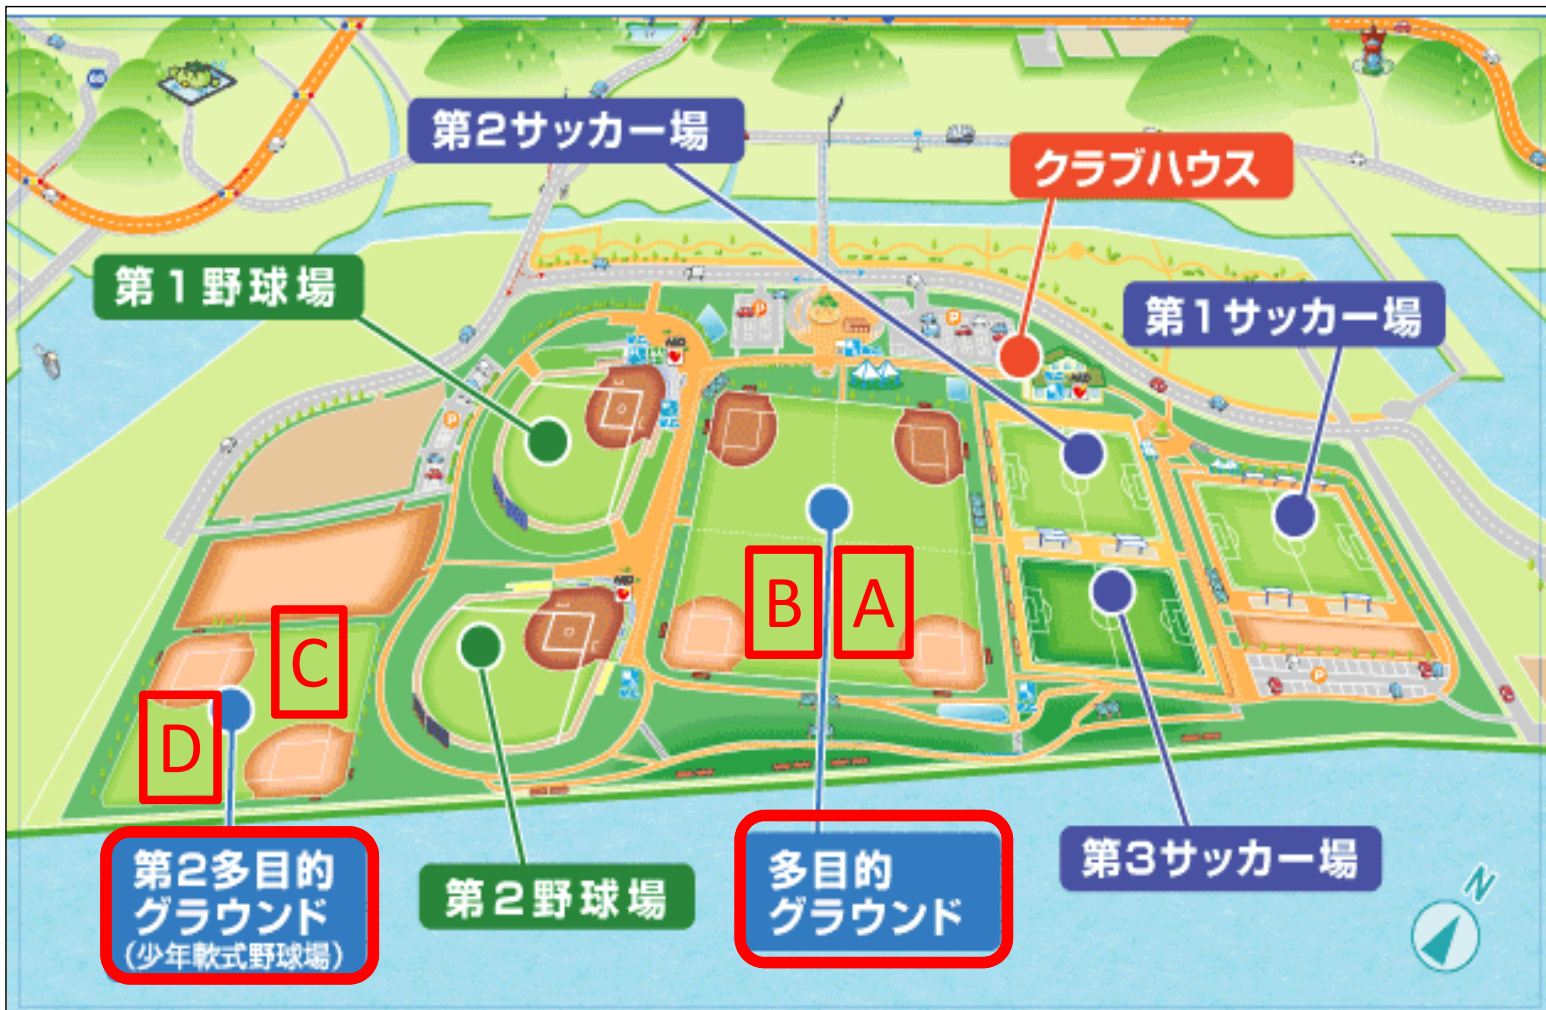 第2サッカー場
クラブハウス
第1野球場
第1サッカー場
P
P
AED
AED
P
AED
B
A
C
D
P
第2多目的
グラウンド
(少年軟式野球場)
第2野球場
多目的
グラウンド
第3サッカー場
N